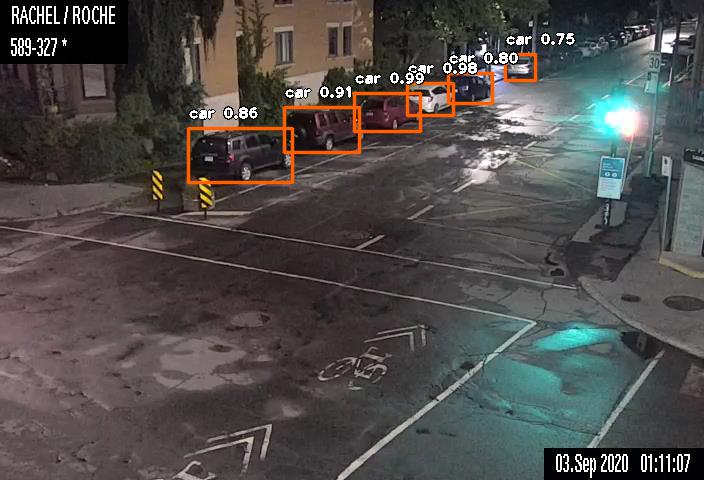 RACHEL / ROCHE
589-327 *
car 0.75
car 0.80
car 0.98
car 0.99
car 0.91
car 0.86
30
03.Sep 2020 01:11:07